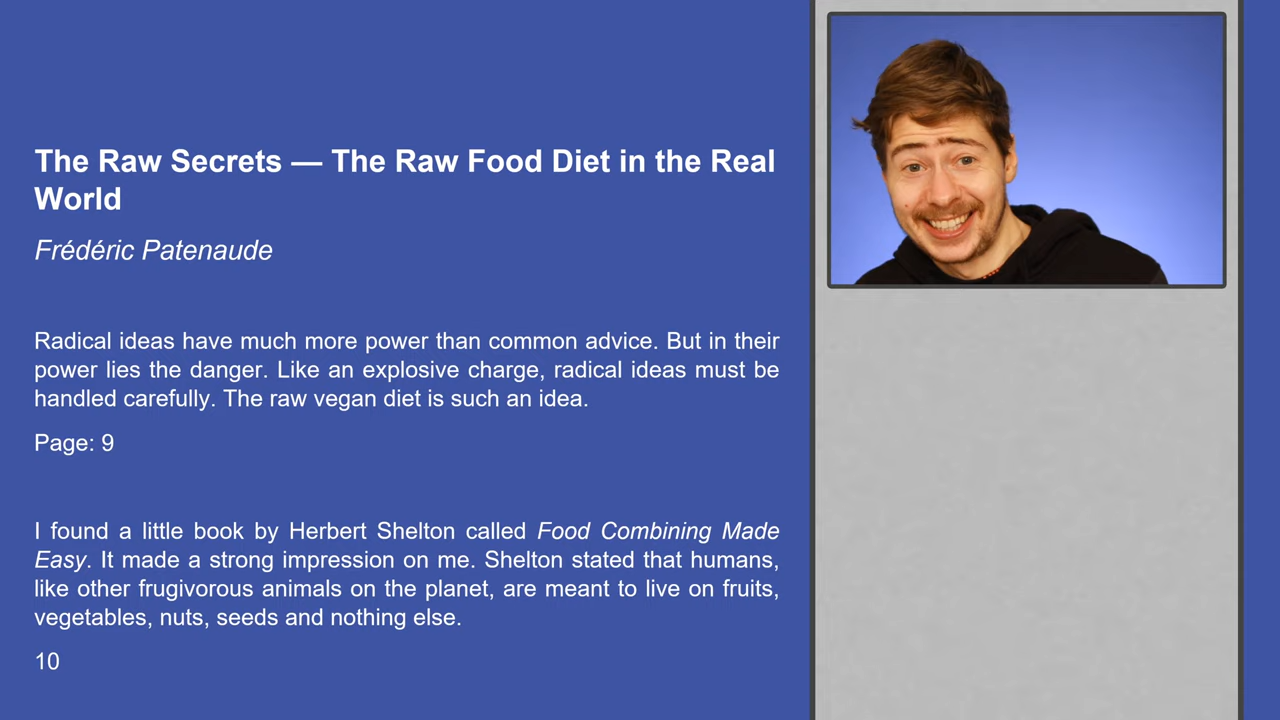 The Raw Secrets — The Raw Food Diet in the Real
World
Frédéric Patenaude
Radical ideas have much more power than common advice. But in their
power lies the danger. Like an explosive charge, radical ideas must be
handled carefully. The raw vegan diet is such an idea.
Page: 9
I found a little book by Herbert Shelton called Food Combining Made
Easy. It made a strong impression on me. Shelton stated that humans,
like other frugivorous animals on the planet, are meant to live on fruits,
vegetables, nuts, seeds and nothing else.
10